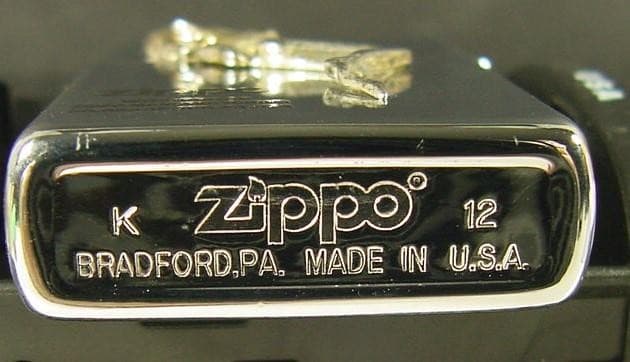 K Zippo® 12
BRADFORD,PA. MADE IN U.S.A.